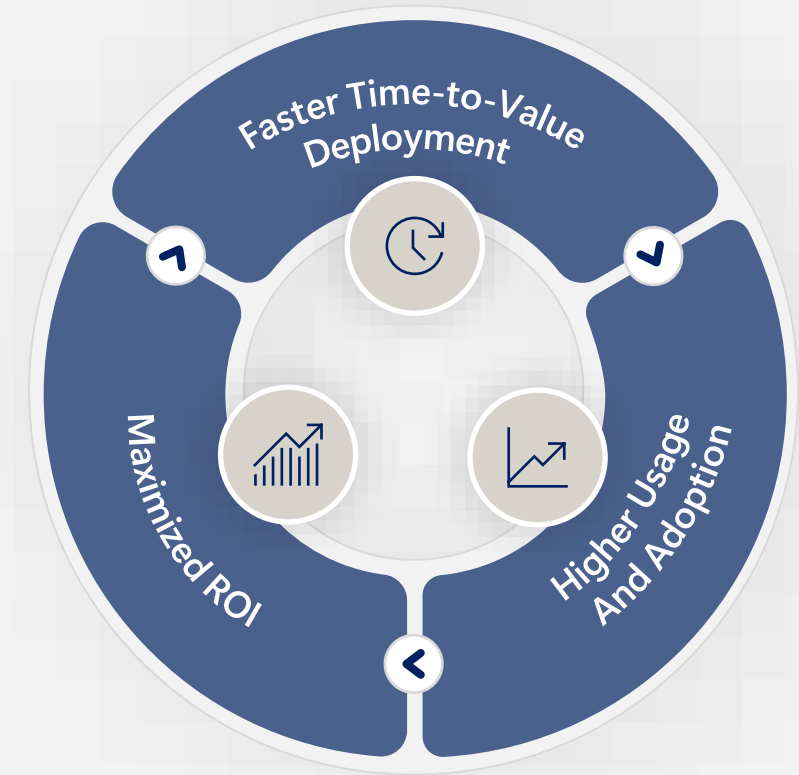 Faster Time-to-Value
Deployment
Higher Usage
And Adoption
Maximized ROI